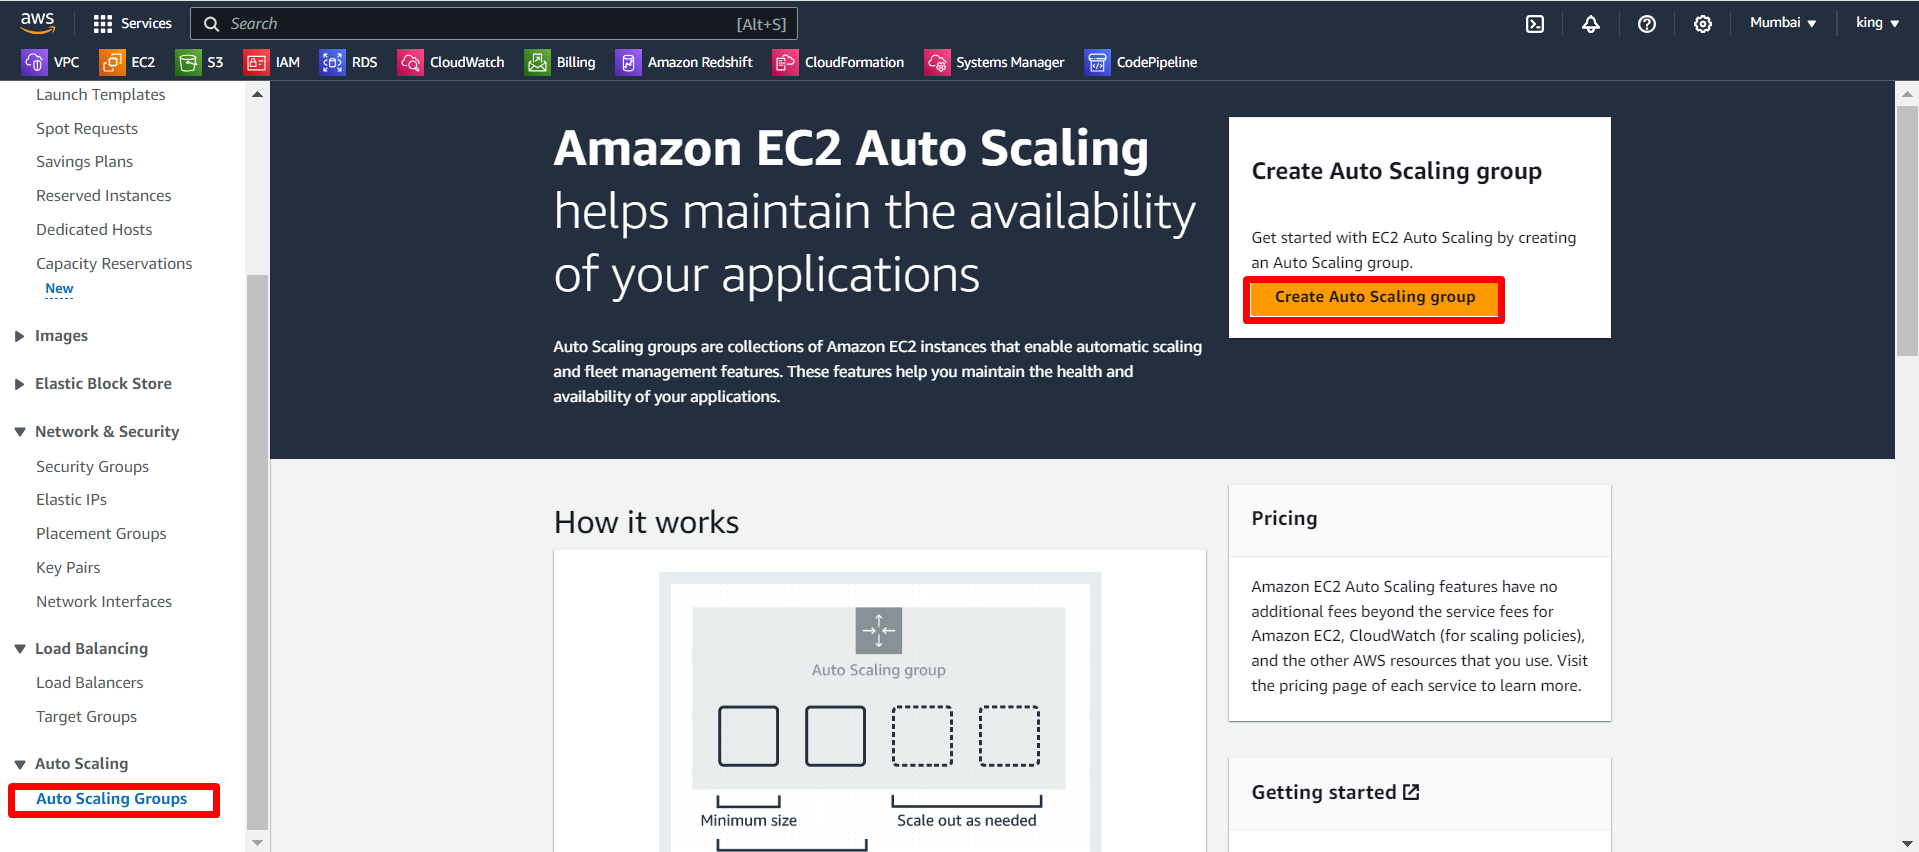 aws
Services
Search
[Alt+S]
Mumbai
king
VPC
EC2
S3
IAM
RDS
CloudWatch
Billing
Amazon Redshift
CloudFormation
Systems Manager
CodePipeline
Launch Templates
Spot Requests
Savings Plans
Reserved Instances
Dedicated Hosts
Capacity Reservations
New
Images
Elastic Block Store
Network & Security
Security Groups
Elastic IPs
Placement Groups
Key Pairs
Network Interfaces
Load Balancing
Load Balancers
Target Groups
Auto Scaling
Auto Scaling Groups
Amazon EC2 Auto Scaling
helps maintain the availability
of your applications
Auto Scaling groups are collections of Amazon EC2 instances that enable automatic scaling
and fleet management features. These features help you maintain the health and
availability of your applications.
Create Auto Scaling group
Get started with EC2 Auto Scaling by creating
an Auto Scaling group.
Create Auto Scaling group
How it works
Auto Scaling group
Minimum size
Scale out as needed
Pricing
Amazon EC2 Auto Scaling features have no
additional fees beyond the service fees for
Amazon EC2, CloudWatch (for scaling policies),
and the other AWS resources that you use. Visit
the pricing page of each service to learn more.
Getting started